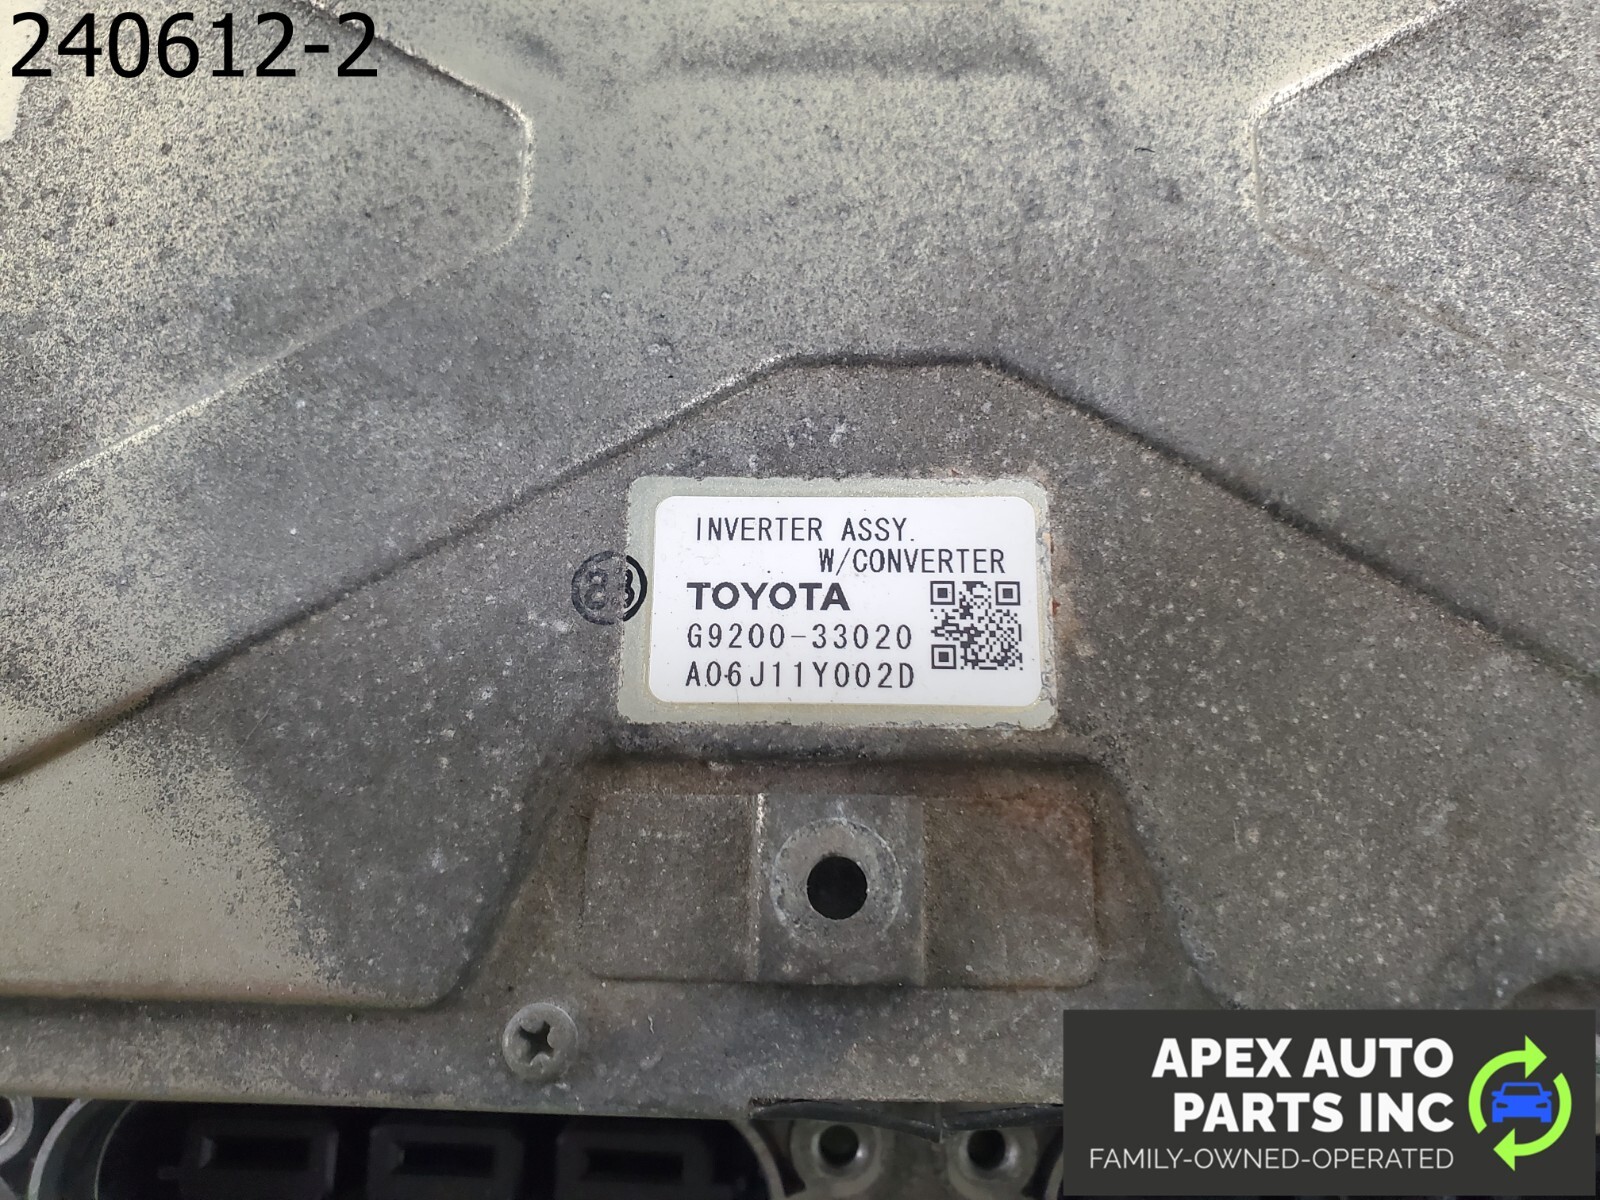 240612-2
INVERTER ASSY.
W/CONVERTER
TOYOTA
G9200-33020
A06J11Y002D
APEX AUTO
PARTS INC
FAMILY-OWNED-OPERATED